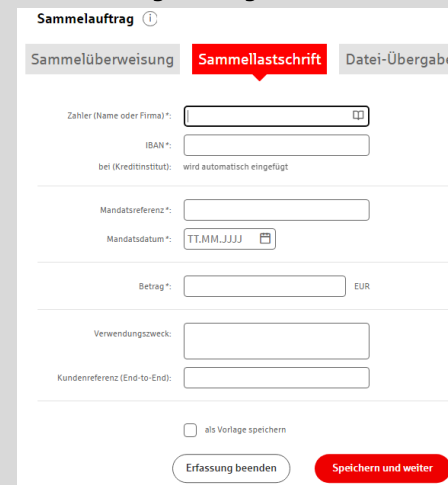 Sammelauftrag
Sammelüberweisung Sammellastschrift Datei-Übergabe
Zahler (Name oder Firma)*:
IBAN*:
bei (Kreditinstitut): wird automatisch eingefügt
Mandatsreferenz*:
Mandatsdatum*: TT.MM.JJJJ
Betrag*: EUR
Verwendungszweck:
Kundenreferenz (End-to-End):
als Vorlage speichern
Erfassung beenden Speichern und weiter